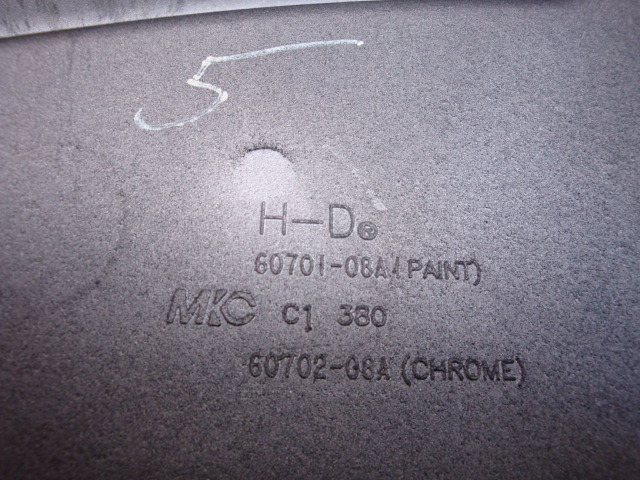 5
H-D®
60701-08A (PAINT)
MKC C1 380
60702-08A (CHROME)